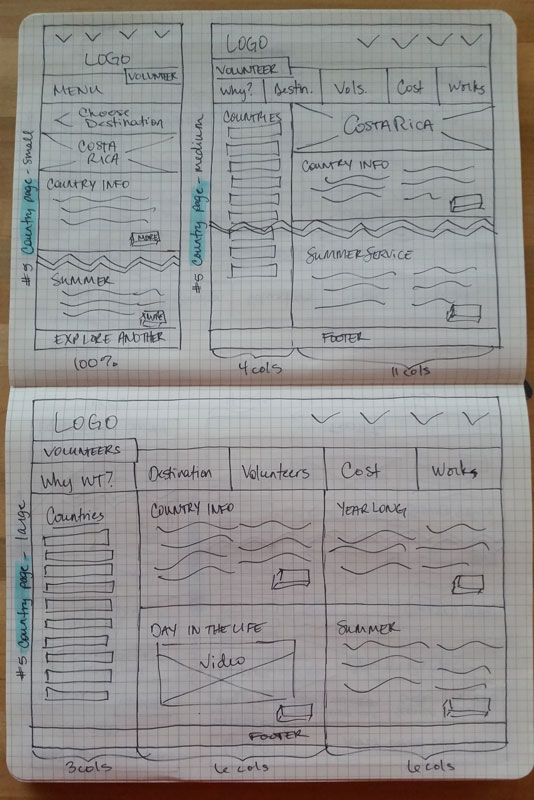 #5 Country page - small
LOGO
VOLUNTEER
MENU
< Choose
Destination
COSTA
RICA
COUNTRY INFO
MORE
SUMMER
EXPLORE ANOTHER
100%
#5 Country page - medium
LOGO
VOLUNTEER
Why? Destin. Vols. Cost Works
COUNTRIES
COSTA RICA
COUNTRY INFO
SUMMER SERVICE
FOOTER
4 cols 11 cols
#5 Country page - large
LOGO
VOLUNTEERS
Why WT? Destination Volunteers Cost Works
Countries
COUNTRY INFO
YEAR LONG
DAY IN THE LIFE
Video
SUMMER
FOOTER
3 cols 6 cols 6 cols